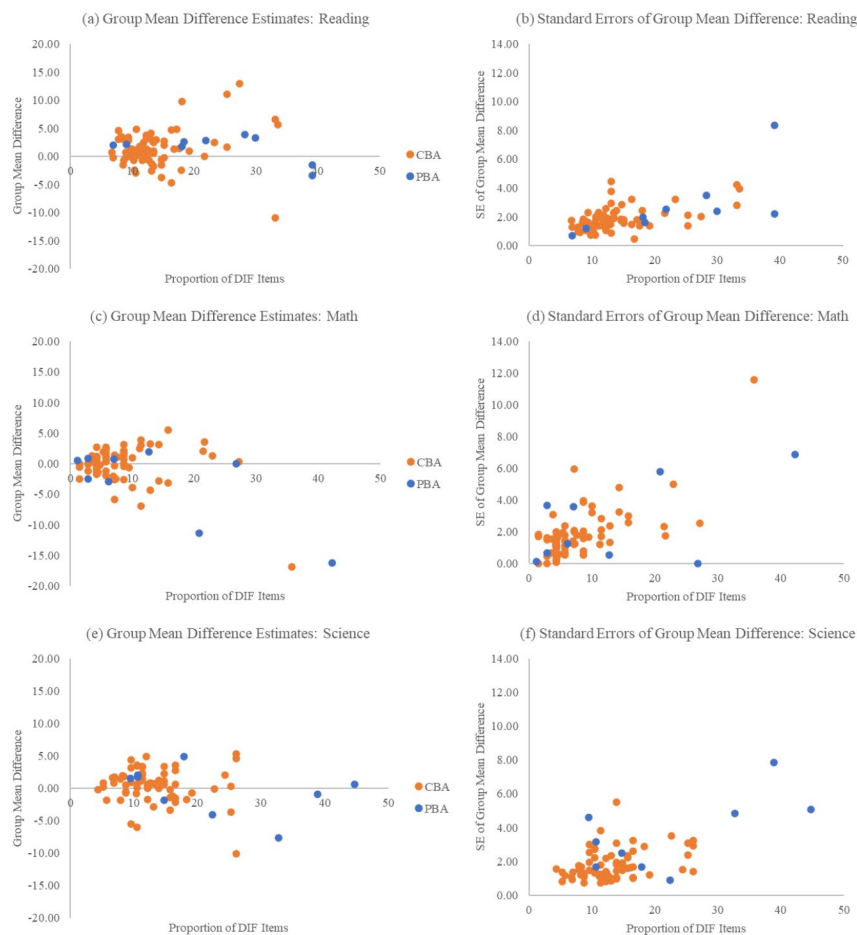 (a) Group Mean Difference Estimates: Reading
20.00
15.00
10.00
5.00
0.00
-5.00
-10.00
-15.00
-20.00
0 10 20 30 40 50
Group Mean Difference
Proportion of DIF Items
CBA
PBA
(b) Standard Errors of Group Mean Difference: Reading
14.00
12.00
10.00
8.00
6.00
4.00
2.00
0.00
0 10 20 30 40 50
SE of Group Mean Difference
Proportion of DIF Items
(c) Group Mean Difference Estimates: Math
20.00
15.00
10.00
5.00
0.00
-5.00
-10.00
-15.00
-20.00
0 10 20 30 40 50
Group Mean Difference
Proportion of DIF Items
CBA
PBA
(d) Standard Errors of Group Mean Difference: Math
14.00
12.00
10.00
8.00
6.00
4.00
2.00
0.00
0 10 20 30 40 50
SE of Group Mean Difference
Proportion of DIF Items
(e) Group Mean Difference Estimates: Science
20.00
15.00
10.00
5.00
0.00
-5.00
-10.00
-15.00
-20.00
0 10 20 30 40 50
Group Mean Difference
Proportion of DIF Items
CBA
PBA
(f) Standard Errors of Group Mean Difference: Science
14.00
12.00
10.00
8.00
6.00
4.00
2.00
0.00
0 10 20 30 40 50
SE of Group Mean Difference
Proportion of DIF Items